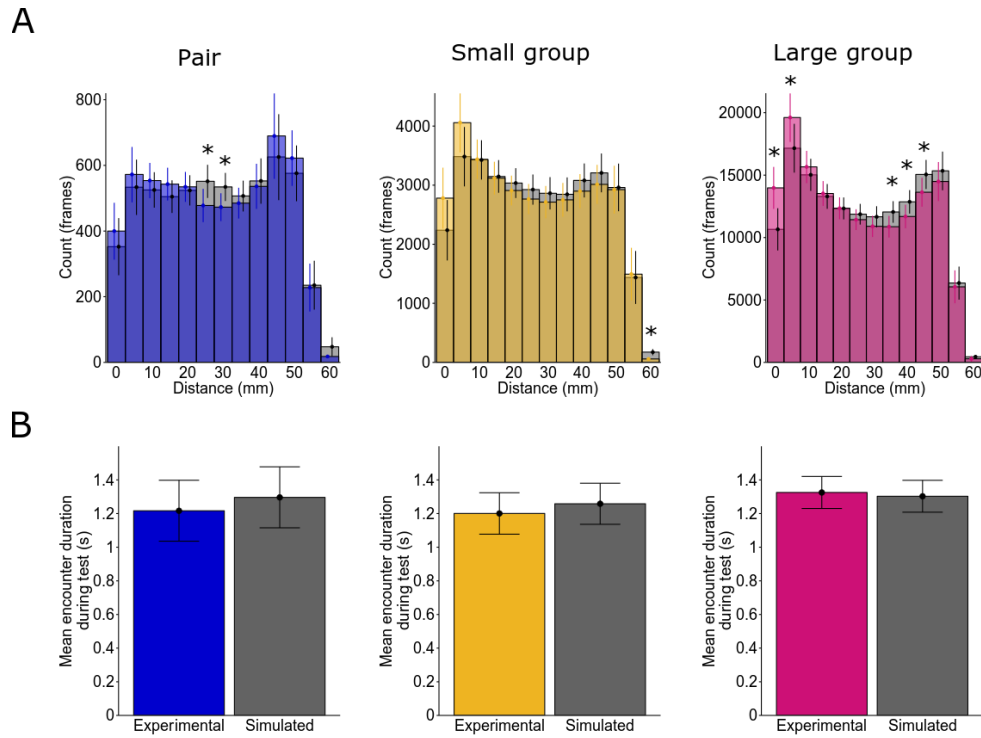 A
Pair
Small group
Large group
Count (frames)
800
600
400
200
0
* *
0 10 20 30 40 50 60
Distance (mm)
Count (frames)
4000
3000
2000
1000
0
*
0 10 20 30 40 50 60
Distance (mm)
Count (frames)
20000
15000
10000
5000
0
* * * * *
0 10 20 30 40 50 60
Distance (mm)
B
Mean encounter duration
during test (s)
1.4
1.2
1
0.8
0.6
0.4
0.2
0
Experimental Simulated
Mean encounter duration
during test (s)
1.4
1.2
1
0.8
0.6
0.4
0.2
0
Experimental Simulated
Mean encounter duration
during test (s)
1.4
1.2
1
0.8
0.6
0.4
0.2
0
Experimental Simulated